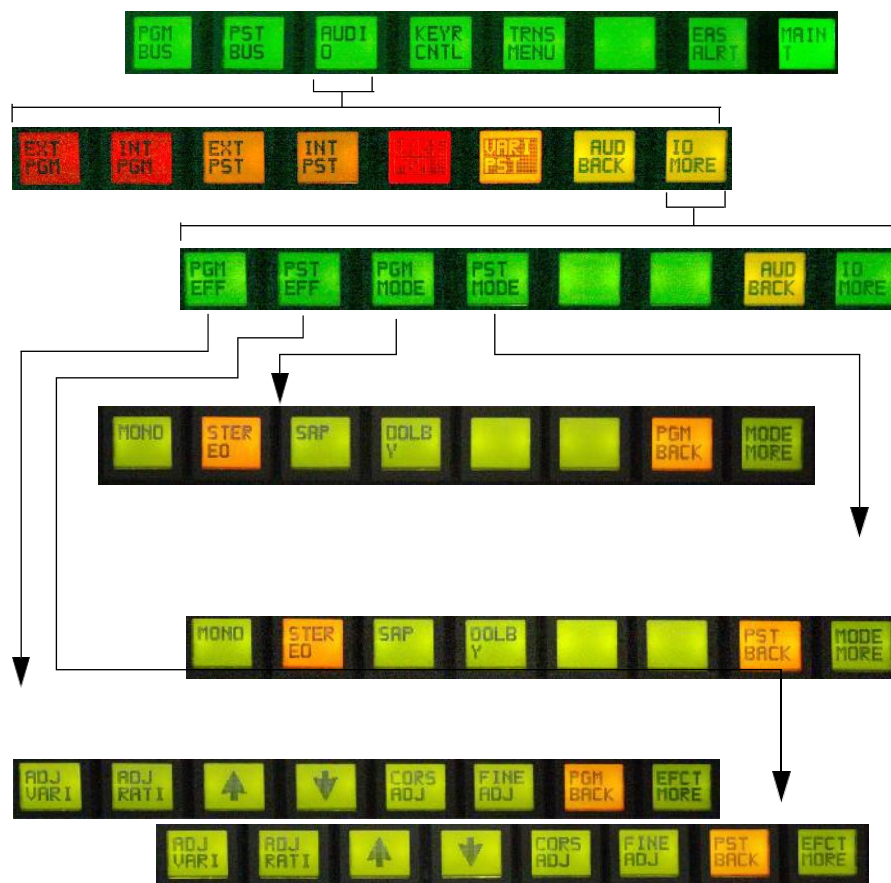 PGM
BUS
PST
BUS
AUDI
O
KEYR
CNTL
TRNS
MENU
EAS
ALRT
MAIN
T
EXT
PGM
INT
PGM
EXT
PST
INT
PST
VARI
PST
AUD
BACK
IO
MORE
PGM
EFF
PST
EFF
PGM
MODE
PST
MODE
AUD
BACK
IO
MORE
MONO
STER
EO
SAP
DOLB
Y
PGM
BACK
MODE
MORE
MONO
STER
EO
SAP
DOLB
Y
PST
BACK
MODE
MORE
ADJ
VARI
ADJ
RATI
CORS
ADJ
FINE
ADJ
PGM
BACK
EFCT
MORE
ADJ
VARI
ADJ
RATI
CORS
ADJ
FINE
ADJ
PST
BACK
EFCT
MORE